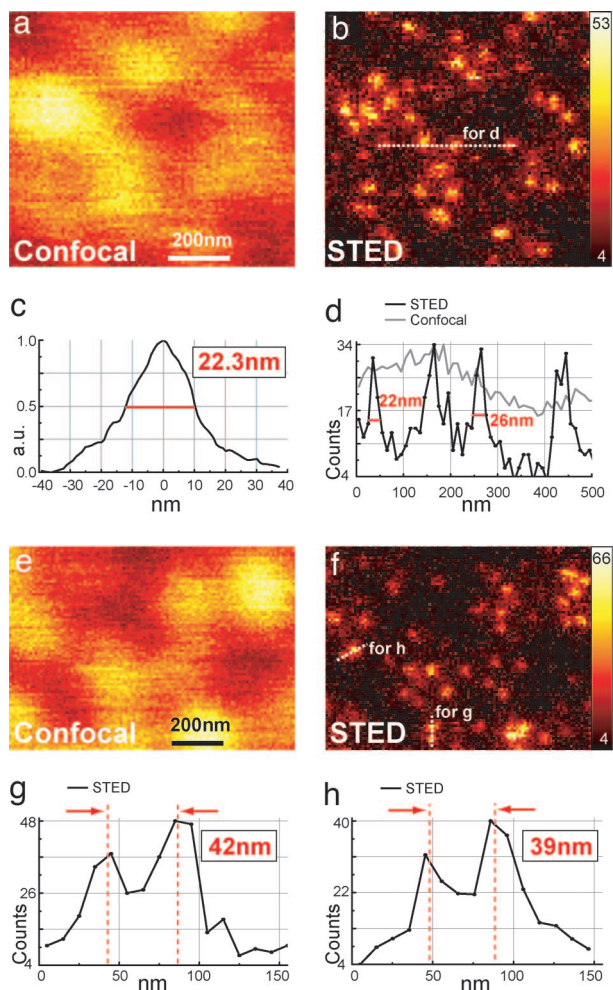 a
b
53
for d
200nm
Confocal
STED
4
c
d
STED
Confocal
22.3nm
1.0
0.5
0.0
a.u.
-40 -30 -20 -10 0 10 20 30 40
nm
34
17
4
Counts
22nm
26nm
0 100 200 300 400 500
nm
e
f
66
for h
for g
200nm
Confocal
STED
4
g
STED
48
26
4
Counts
42nm
0 50 100 150
nm
h
STED
40
22
4
Counts
39nm
0 50 100 150
nm